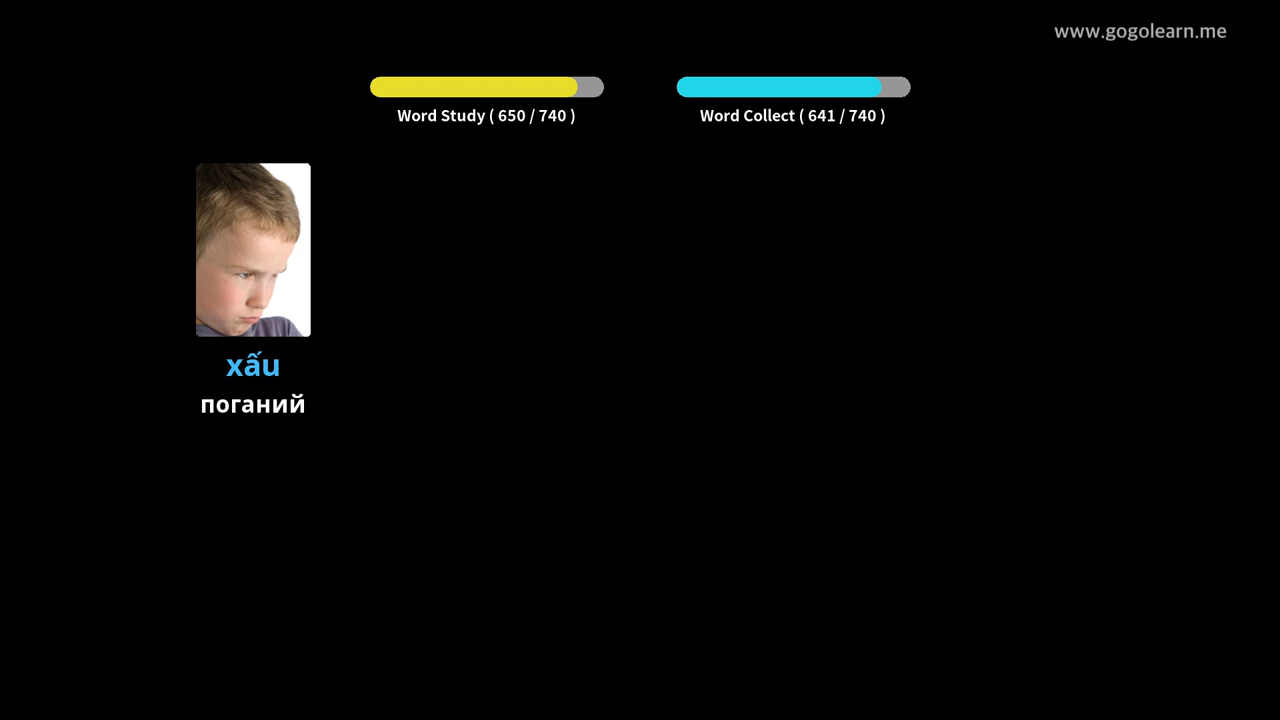 www.gogolearn.me
Word Study ( 650 / 740 )
Word Collect ( 641 / 740 )
xấu
поганий